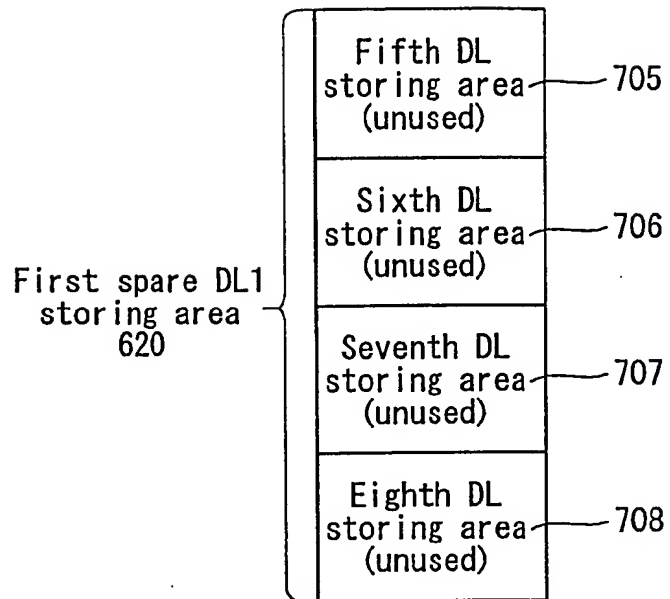 First spare DL1
storing area
620
Fifth DL
storing area
(unused)
705
Sixth DL
storing area
(unused)
706
Seventh DL
storing area
(unused)
707
Eighth DL
storing area
(unused)
708